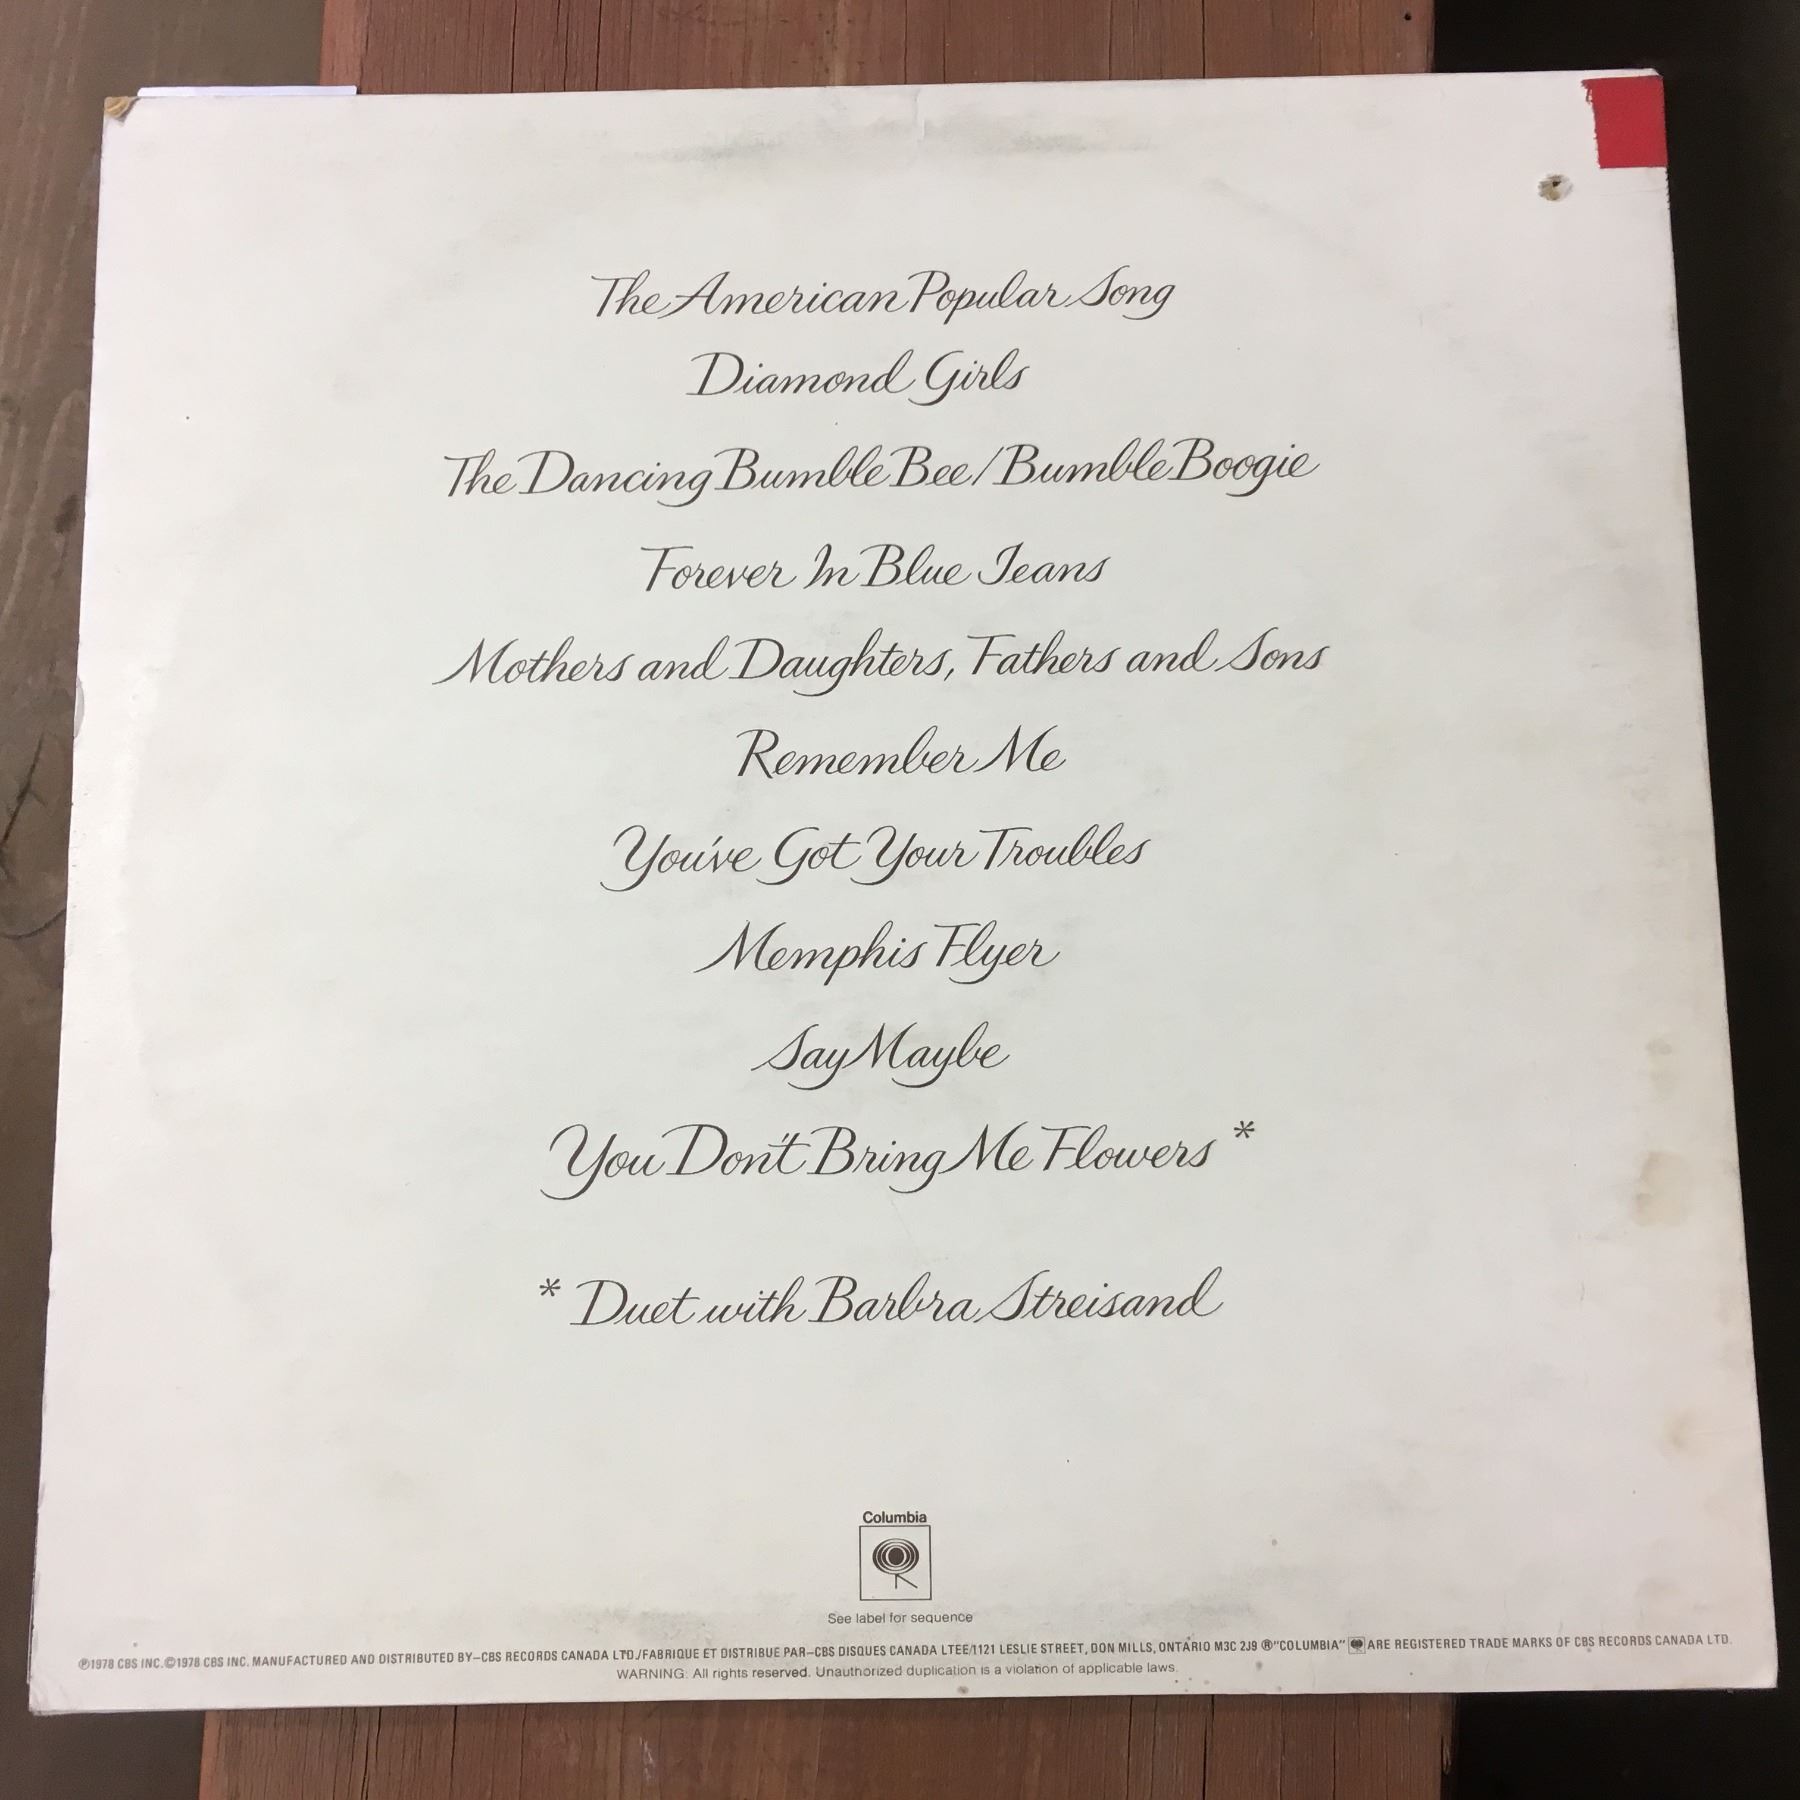 The American Popular Song
Diamond Girls
The Dancing Bumble Bee/Bumble Boogie
Forever In Blue Jeans
Mothers and Daughters, Fathers and Sons
Remember Me
You've Got Your Troubles
Memphis Flyer
Say Maybe
You Don't Bring Me Flowers *
* Duet with Barbra Streisand
Columbia
See label for sequence
℗1978 CBS INC.©1978 CBS INC. MANUFACTURED AND DISTRIBUTED BY–CBS RECORDS CANADA LTD./FABRIQUE ET DISTRIBUE PAR–CBS DISQUES CANADA LTEE/1121 LESLIE STREET, DON MILLS, ONTARIO M3C 2J9 ®"COLUMBIA" ARE REGISTERED TRADE MARKS OF CBS RECORDS CANADA LTD.
WARNING: All rights reserved. Unauthorized duplication is a violation of applicable laws.